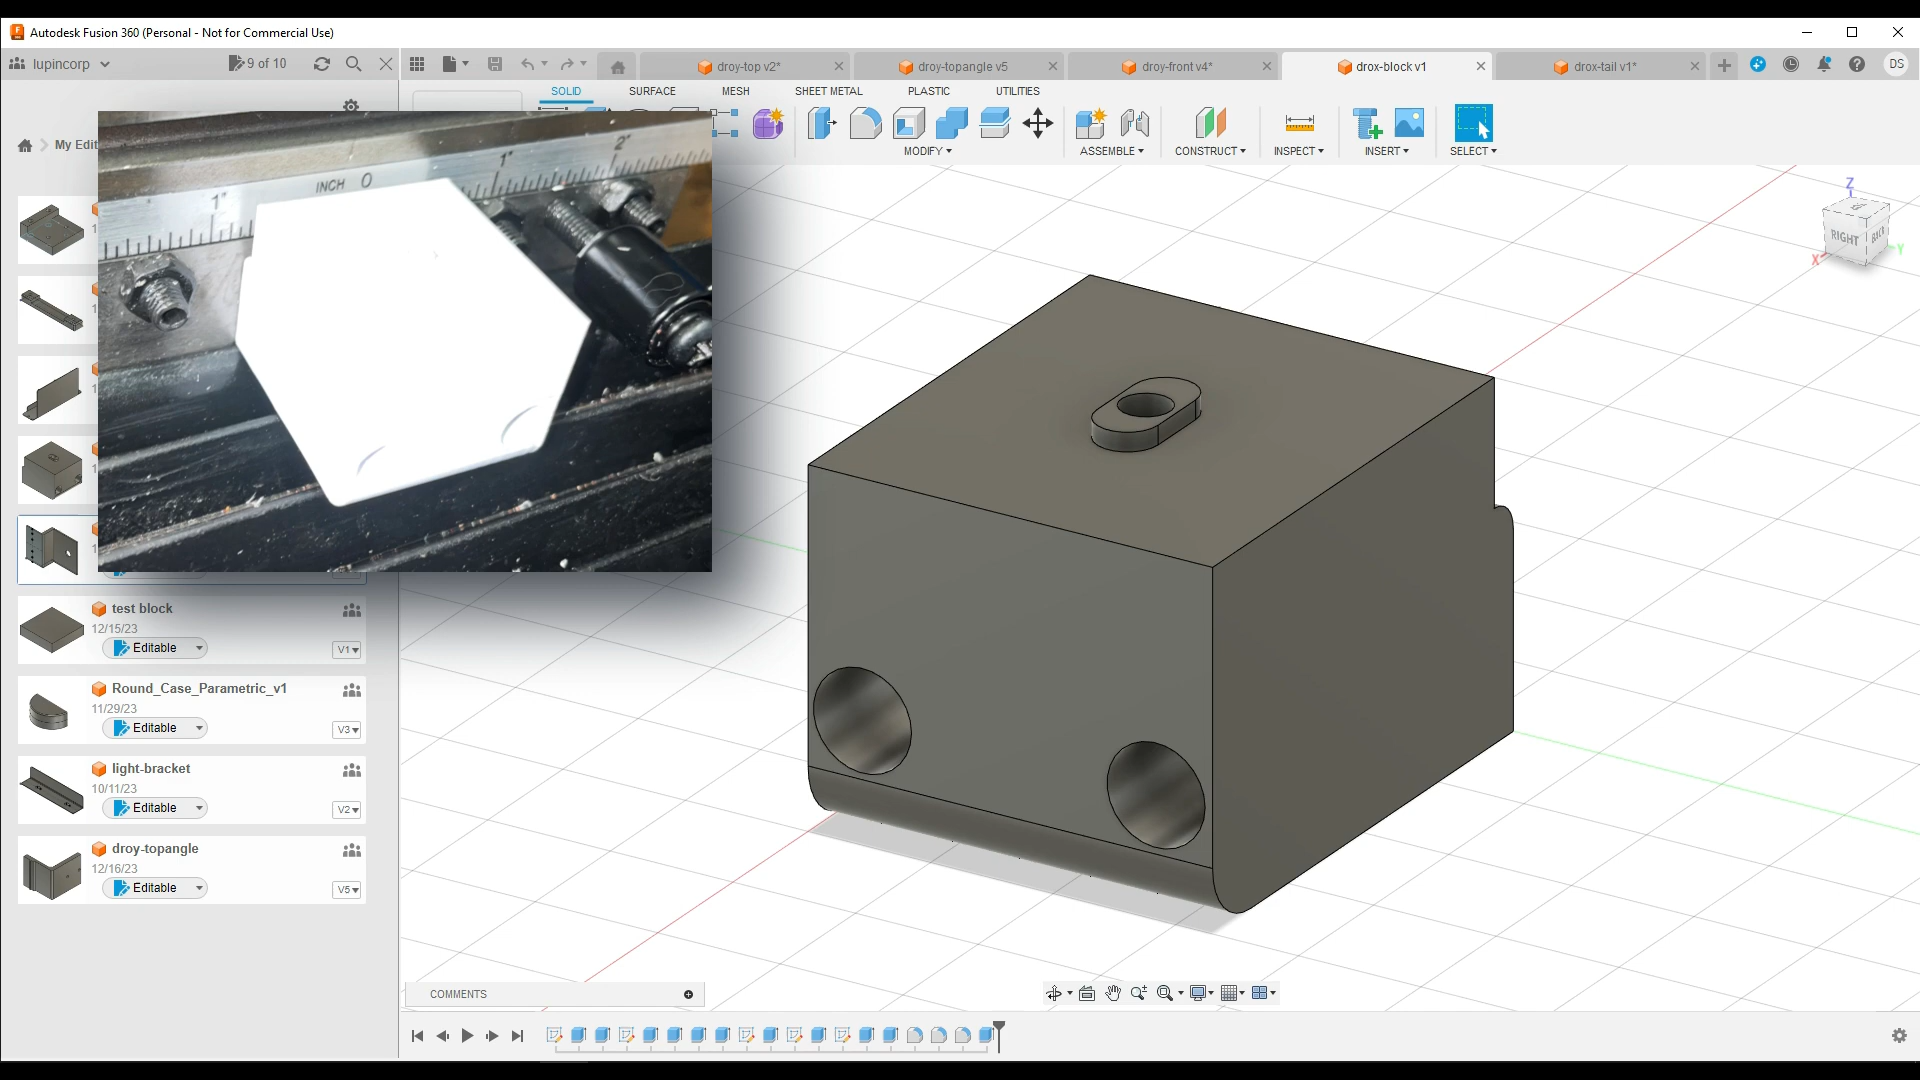 Autodesk Fusion 360 (Personal - Not for Commercial Use)
lupincorp
9 of 10
droy-top v2*
droy-topangle v5
droy-front v4*
drox-block v1
drox-tail v1*
DS
SOLID
SURFACE
MESH
SHEET METAL
PLASTIC
UTILITIES
MODIFY
ASSEMBLE
CONSTRUCT
INSPECT
INSERT
SELECT
My Edit
INCH 0
1"
2"
1"
Z
RIGHT
BACK
X
Y
test block
12/15/23
Editable
V1
Round_Case_Parametric_v1
11/29/23
Editable
V3
light-bracket
10/11/23
Editable
V2
droy-topangle
12/16/23
Editable
V5
COMMENTS